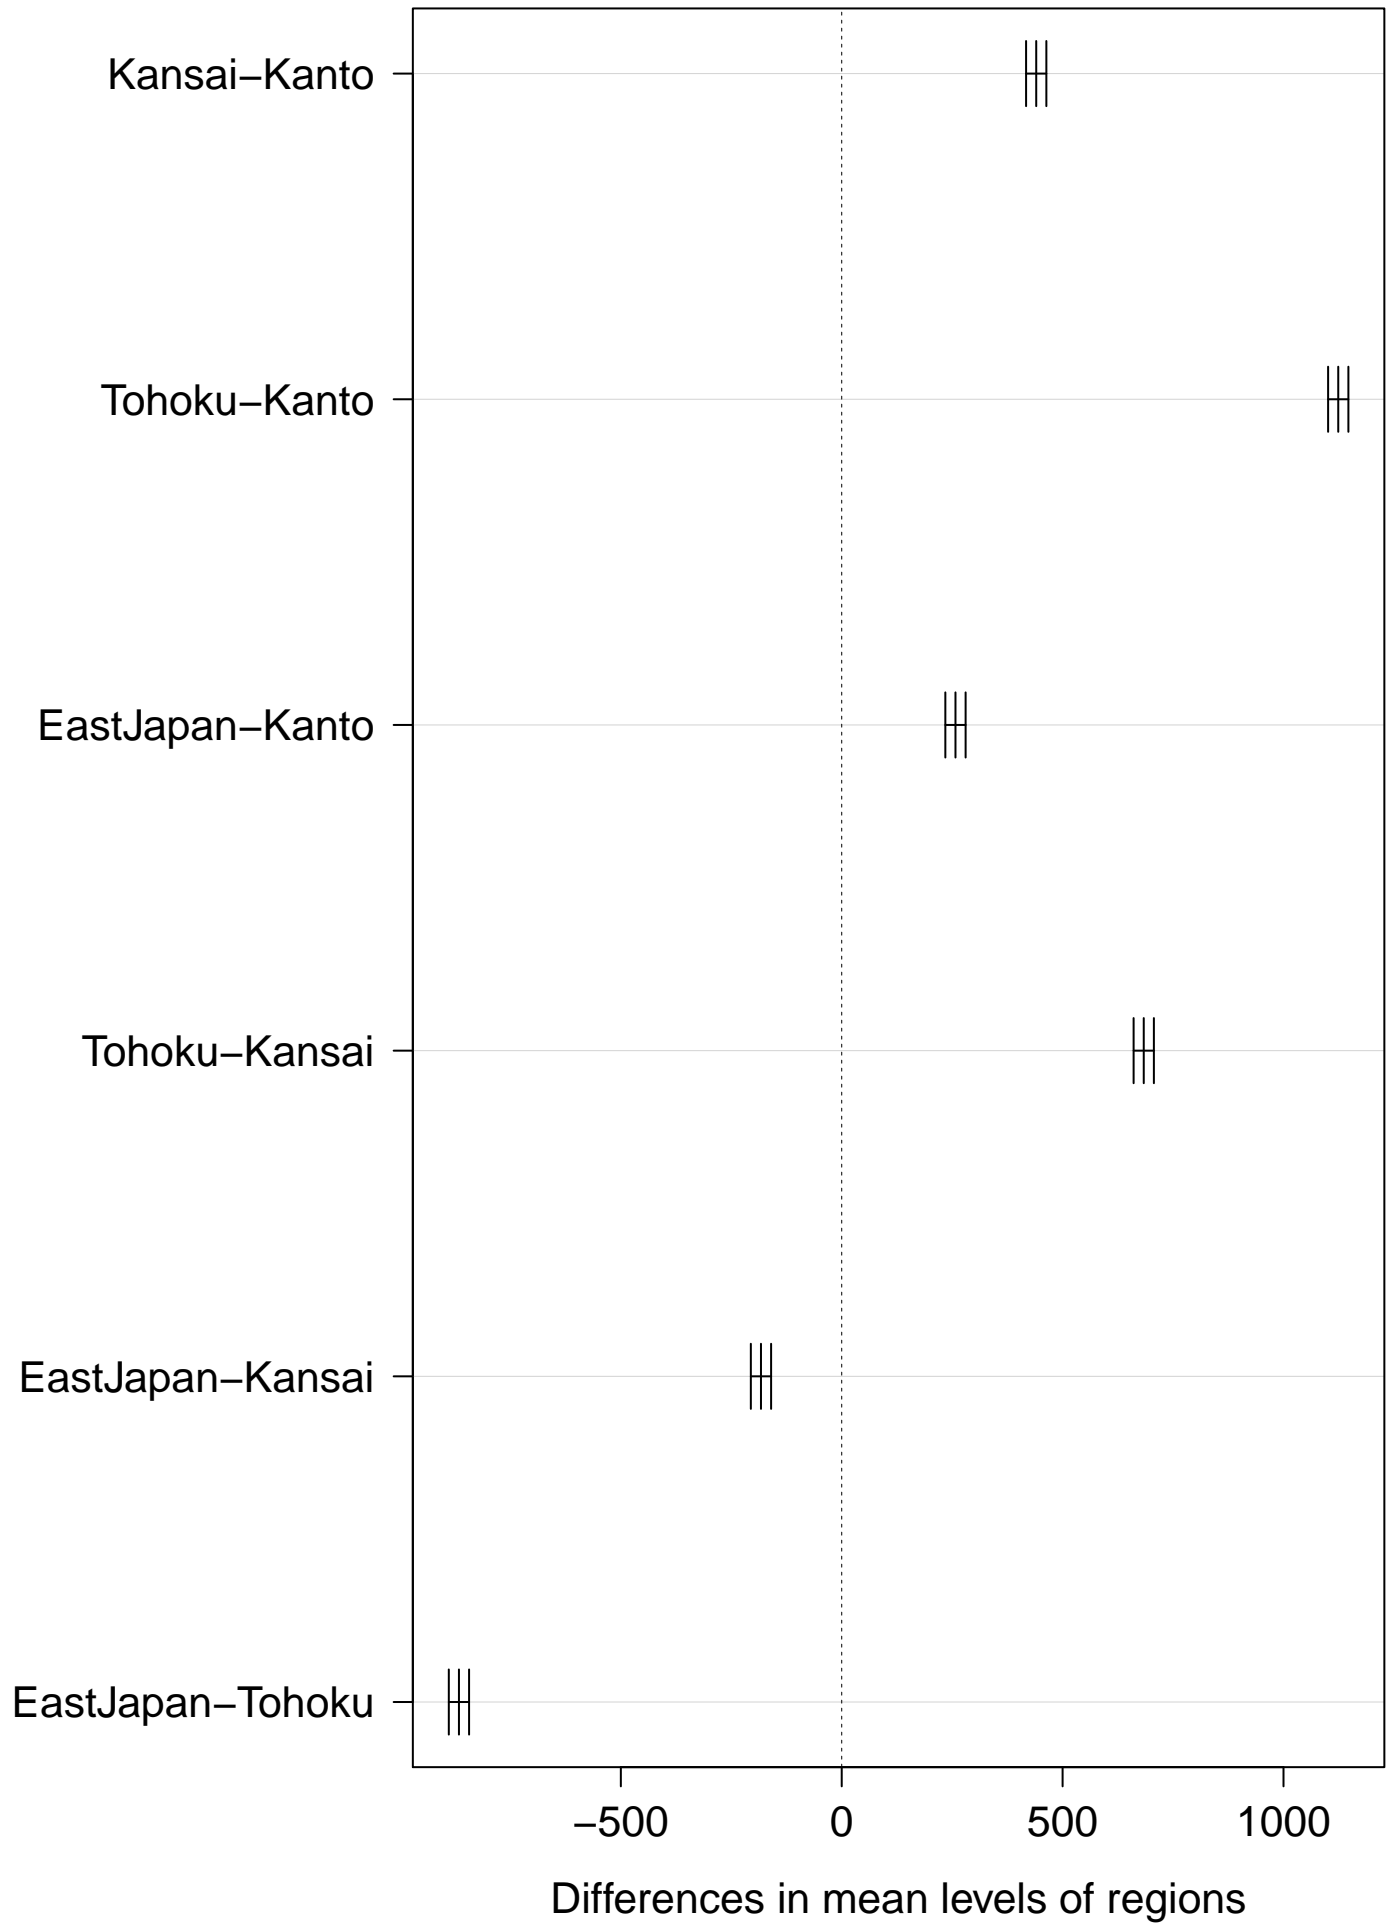 Kansai−Kanto
Tohoku−Kanto
EastJapan−Kanto
Tohoku−Kansai
EastJapan−Kansai
EastJapan−Tohoku
−500 0 500 1000
Differences in mean levels of regions